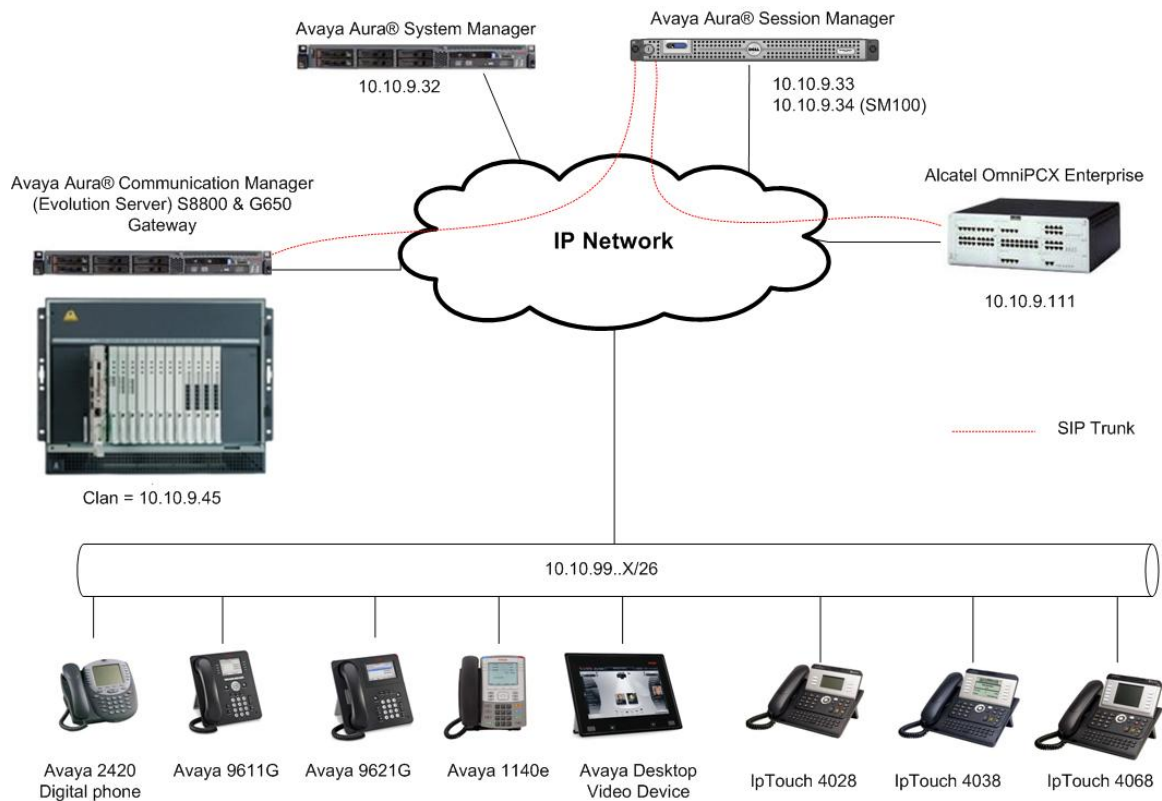 Avaya Aura® System Manager
10.10.9.32
Avaya Aura® Session Manager
10.10.9.33
10.10.9.34 (SM100)
Avaya Aura® Communication Manager
(Evolution Server) S8800 & G650
Gateway
Clan = 10.10.9.45
IP Network
Alcatel OmniPCX Enterprise
10.10.9.111
SIP Trunk
10.10.99..X/26
Avaya 2420
Digital phone
Avaya 9611G
Avaya 9621G
Avaya 1140e
Avaya Desktop
Video Device
IpTouch 4028
IpTouch 4038
IpTouch 4068